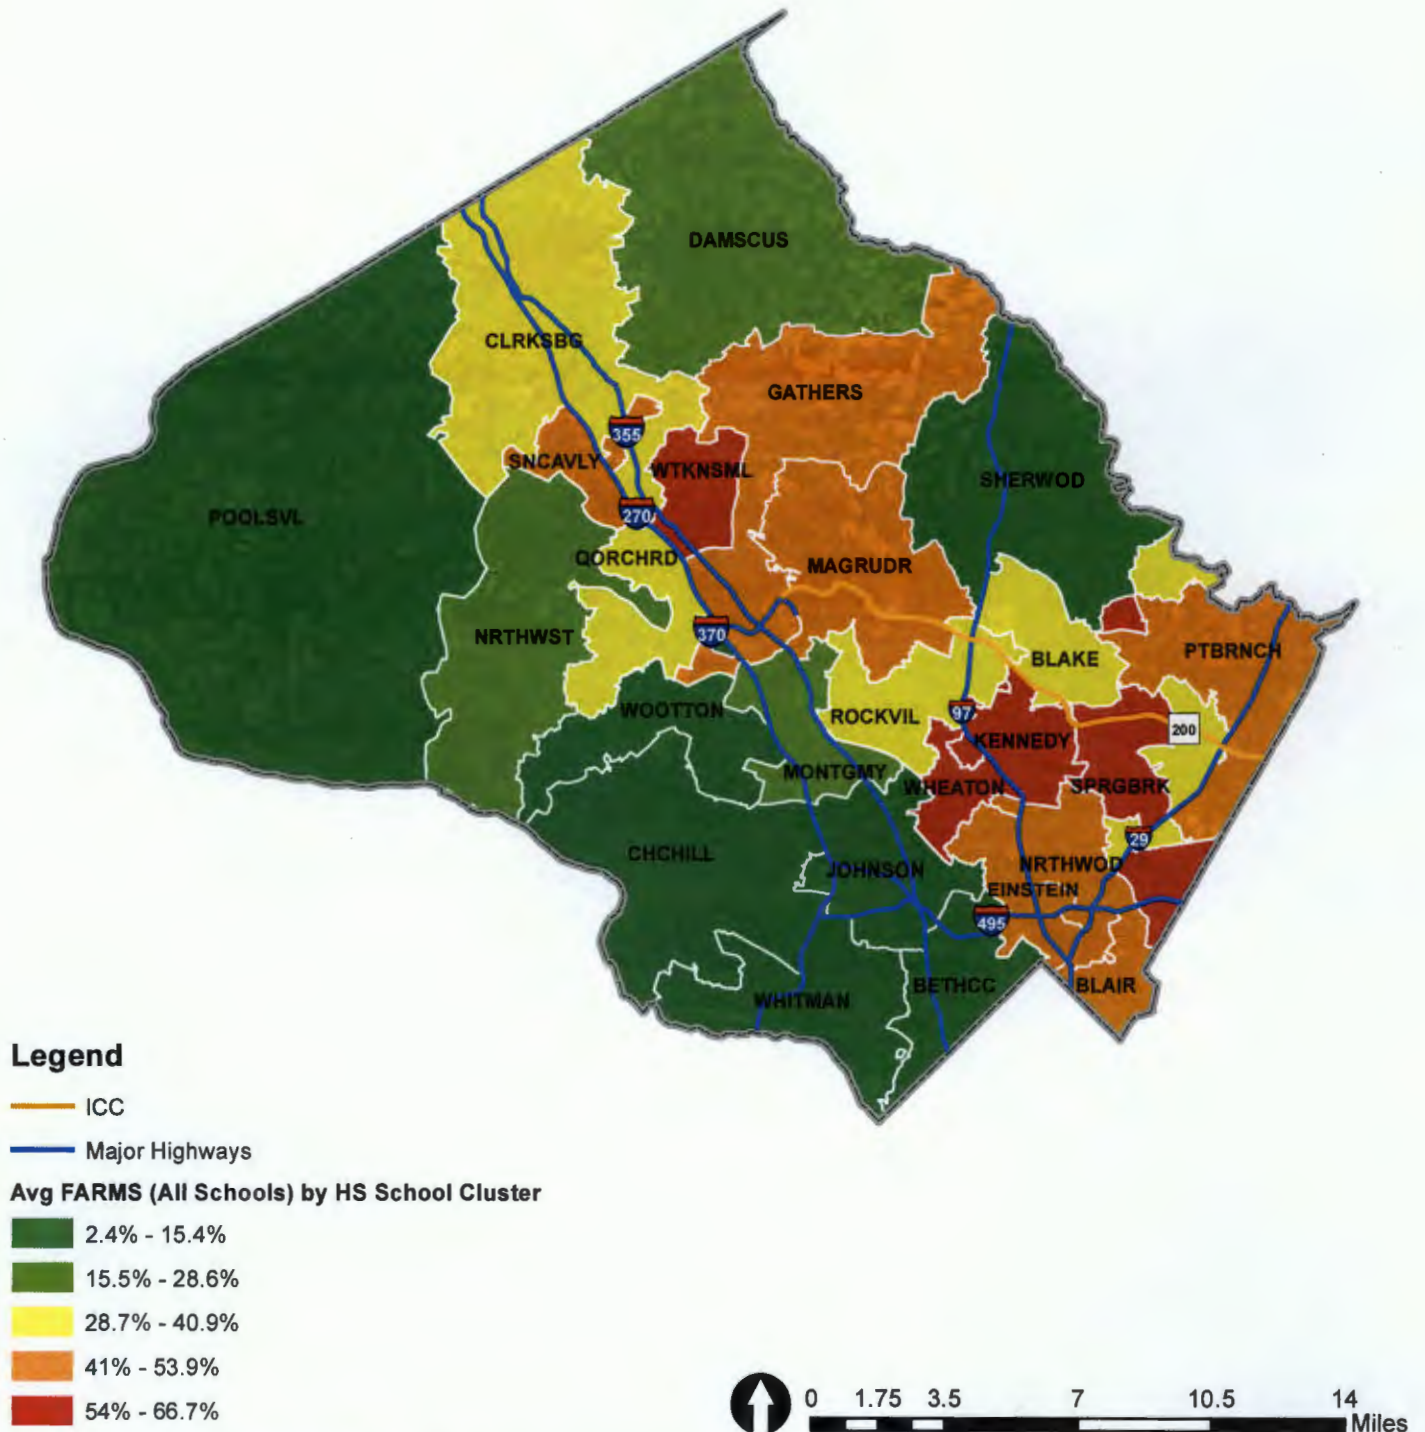 DAMSCUS
CLRKSBG
GATHERS
355
SNCAVLY
WTKNSML
SHERWOD
POOLSVL
270
QORCHRD
MAGRUDR
370
NRTHWST
BLAKE
PTBRNCH
WOOTTON
ROCKVIL
97
200
KENNEDY
MONTGMY
WHEATON
SPRGBRK
29
CHCHILL
JOHNSON
NRTHWOD
EINSTEIN
495
WHITMAN
BETHCC
BLAIR
Legend
ICC
Major Highways
Avg FARMS (All Schools) by HS School Cluster
2.4% - 15.4%
15.5% - 28.6%
28.7% - 40.9%
41% - 53.9%
54% - 66.7%
0 1.75 3.5 7 10.5 14
Miles